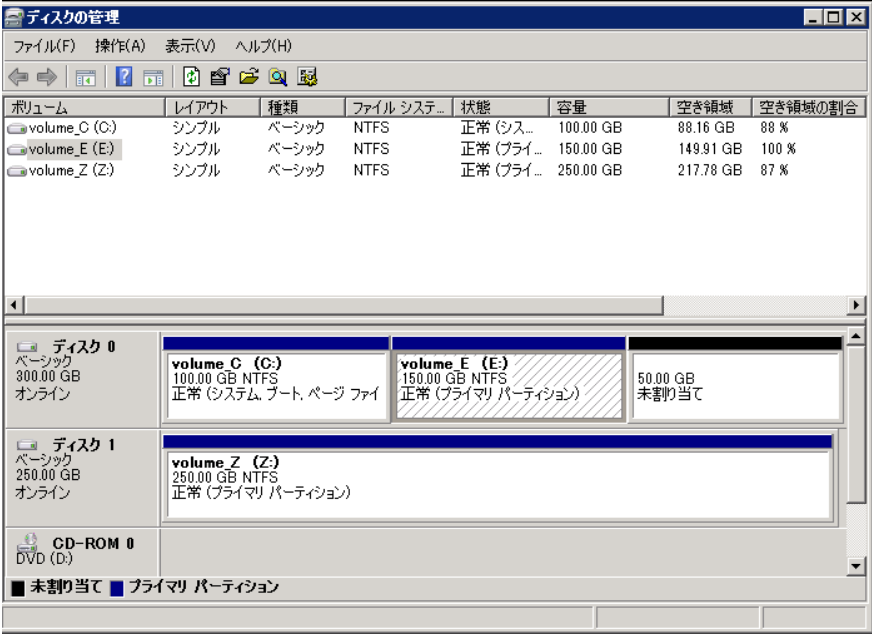 ディスクの管理
ファイル(F) 操作(A) 表示(V) ヘルプ(H)
ボリューム レイアウト 種類 ファイル システ... 状態 容量 空き領域 空き領域の割合
volume_C (C:) シンプル ベーシック NTFS 正常 (シス... 100.00 GB 88.16 GB 88 %
volume_E (E:) シンプル ベーシック NTFS 正常 (プライ... 150.00 GB 149.91 GB 100 %
volume_Z (Z:) シンプル ベーシック NTFS 正常 (プライ... 250.00 GB 217.78 GB 87 %
ディスク 0
ベーシック
300.00 GB
オンライン
volume_C (C:)
100.00 GB NTFS
正常 (システム, ブート, ページ ファイ
volume_E (E:)
150.00 GB NTFS
正常 (プライマリ パーティション)
50.00 GB
未割り当て
ディスク 1
ベーシック
250.00 GB
オンライン
volume_Z (Z:)
250.00 GB NTFS
正常 (プライマリ パーティション)
CD-ROM 0
DVD (D:)
未割り当て プライマリ パーティション